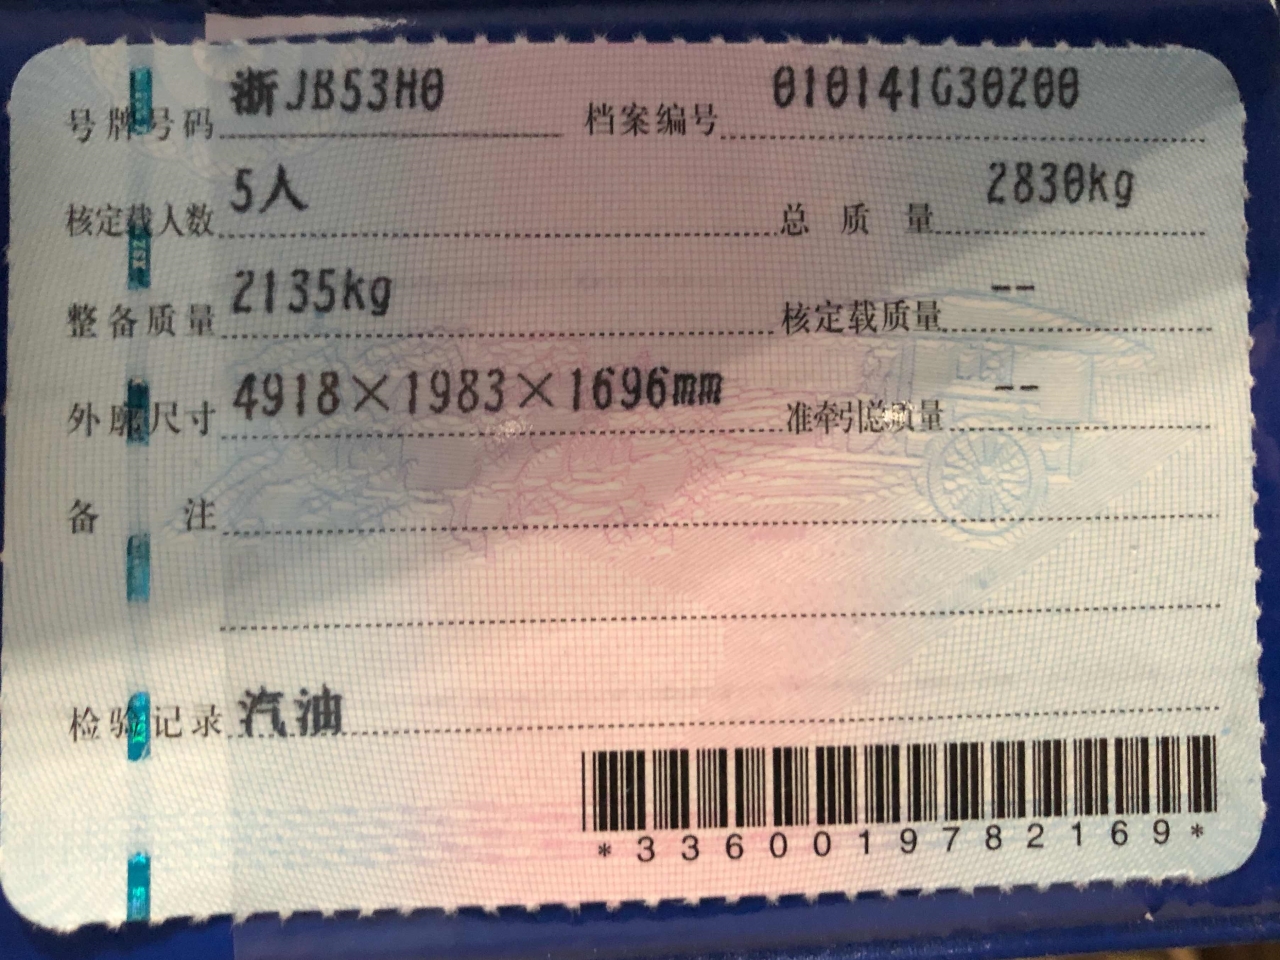 号牌号码 浙JB53H0 档案编号 010141G30200
核定载人数 5人 总质量 2830kg
整备质量 2135kg 核定载质量 --
外廓尺寸 4918×1983×1696mm 准牵引总质量 --
备注
检验记录 汽油
*3360019782169*